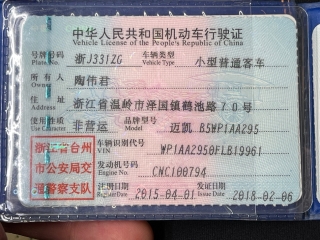 中华人民共和国机动车行驶证
Vehicle License of the People's Republic of China
号牌号码 Plate No. 浙J331ZG 车辆类型 Vehicle Type 小型普通客车
所有人 Owner 陶伟君
住址 Address 浙江省温岭市泽国镇鹤池路70号
使用性质 Use Character 非营运 品牌型号 Model 迈凯 B5WP1AA295
浙江省台州市公安局交通警察支队
车辆识别代号 VIN WP1AA2950FLB19961
发动机号码 Engine No. CNC100794
注册日期 Register Date 2015-04-01 发证日期 Issue Date 2018-02-06